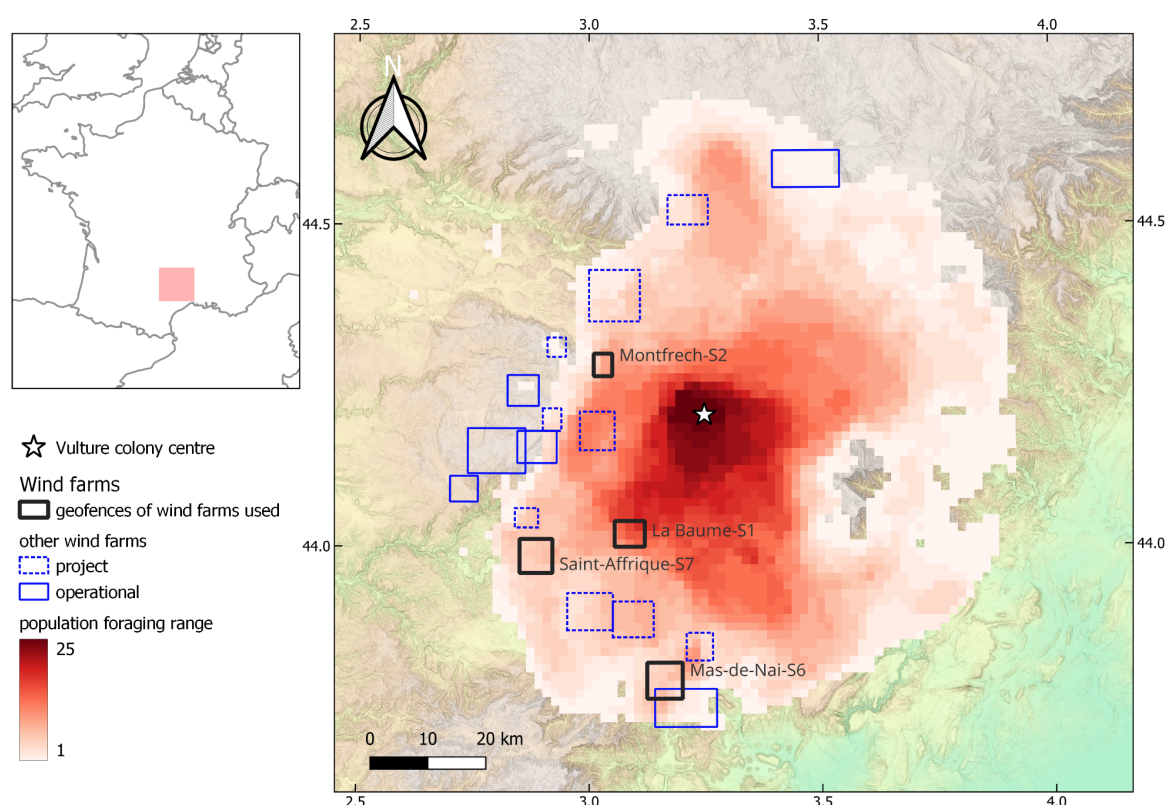 2.5 3.0 3.5 4.0
N
44.5 44.5
Montfrech-S2
La Baume-S1
44.0 44.0
Saint-Affrique-S7
Mas-de-Nai-S6
0 10 20 km
2.5 3.0 3.5 4.0
Vulture colony centre
Wind farms
geofences of wind farms used
other wind farms
project
operational
population foraging range
25
1